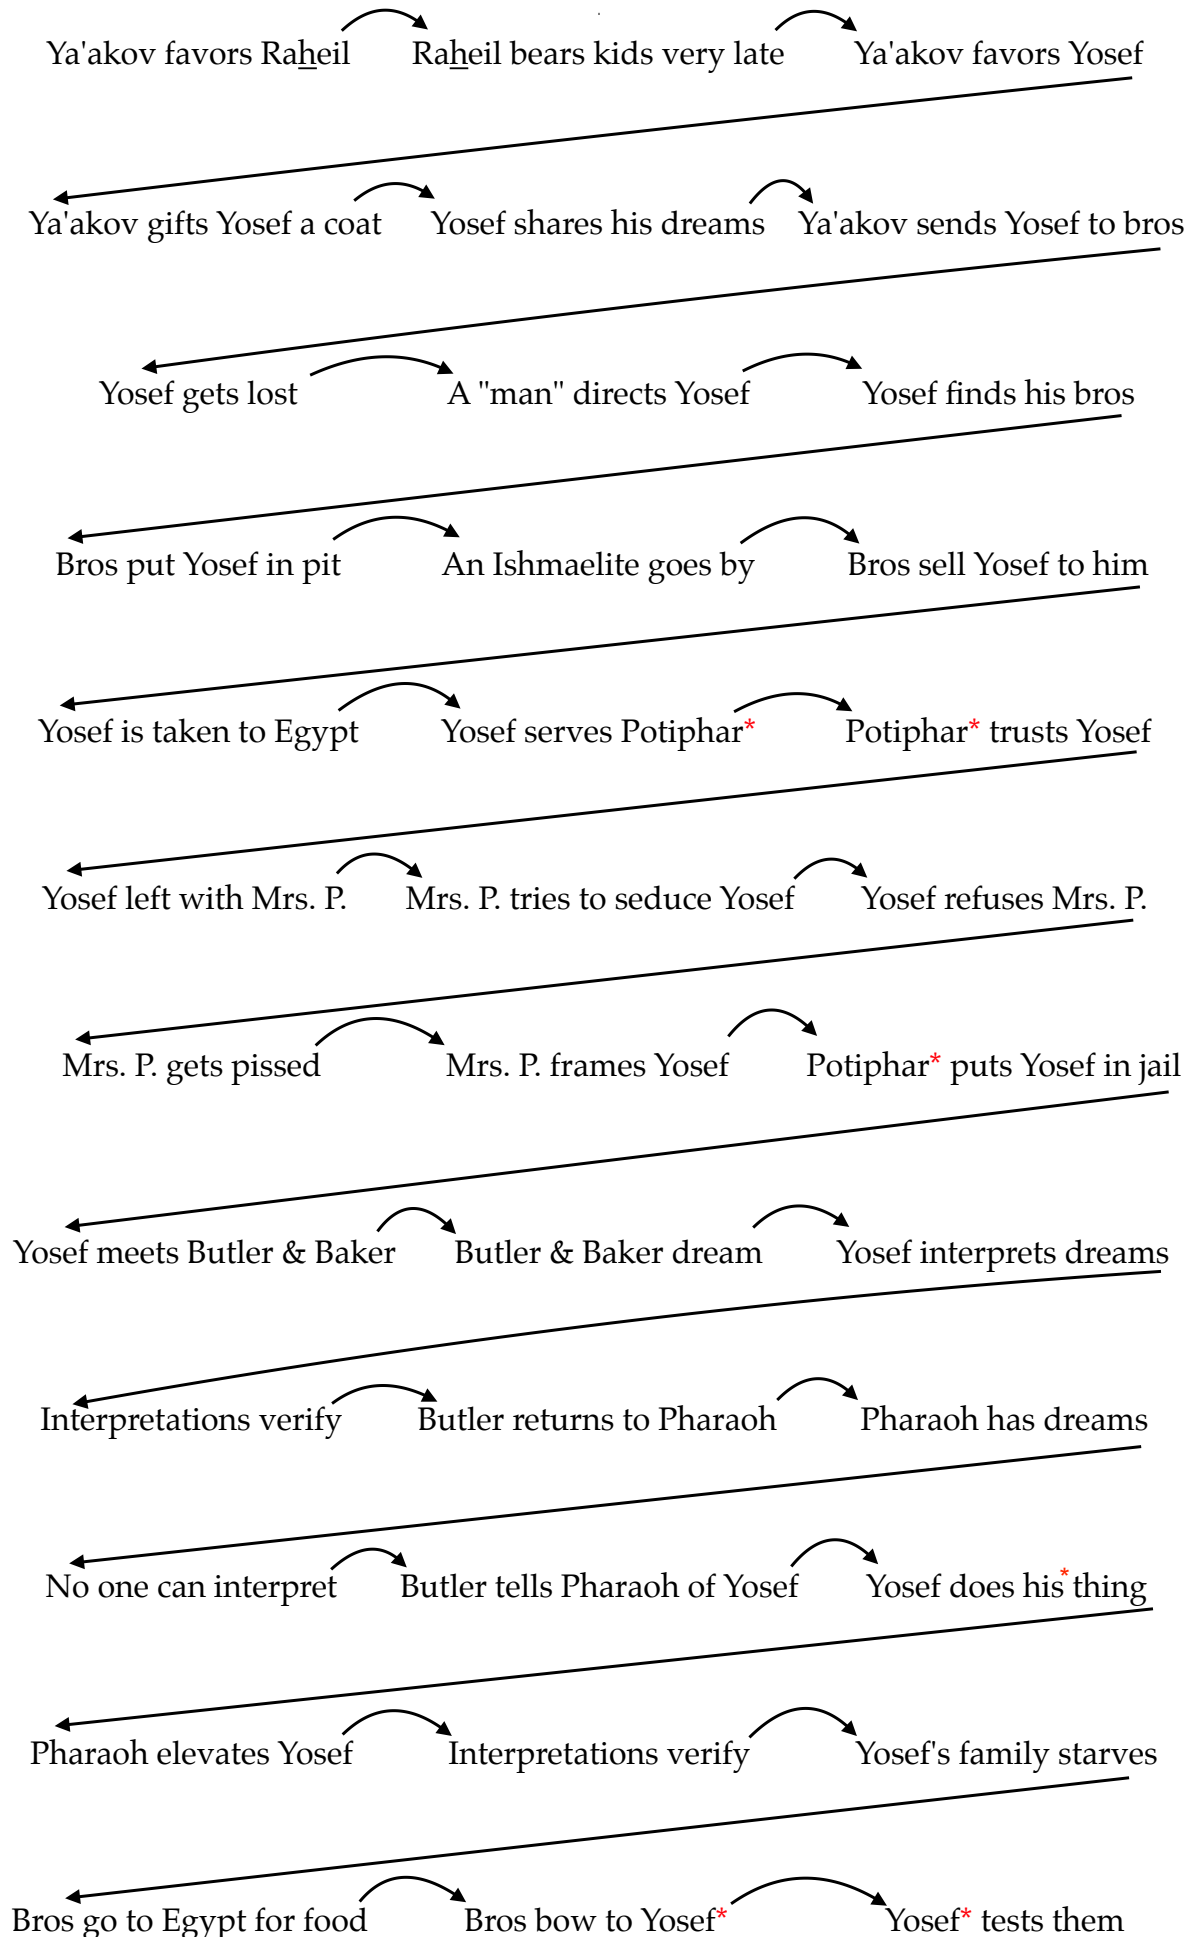 Ya'akov favors Raẖeil Raẖeil bears kids very late Ya'akov favors Yosef
Ya'akov gifts Yosef a coat Yosef shares his dreams Ya'akov sends Yosef to bros
Yosef gets lost A "man" directs Yosef Yosef finds his bros
Bros put Yosef in pit An Ishmaelite goes by Bros sell Yosef to him
Yosef is taken to Egypt Yosef serves Potiphar* Potiphar* trusts Yosef
Yosef left with Mrs. P. Mrs. P. tries to seduce Yosef Yosef refuses Mrs. P.
Mrs. P. gets pissed Mrs. P. frames Yosef Potiphar* puts Yosef in jail
Yosef meets Butler & Baker Butler & Baker dream Yosef interprets dreams
Interpretations verify Butler returns to Pharaoh Pharaoh has dreams
No one can interpret Butler tells Pharaoh of Yosef Yosef does his* thing
Pharaoh elevates Yosef Interpretations verify Yosef's family starves
Bros go to Egypt for food Bros bow to Yosef* Yosef* tests them